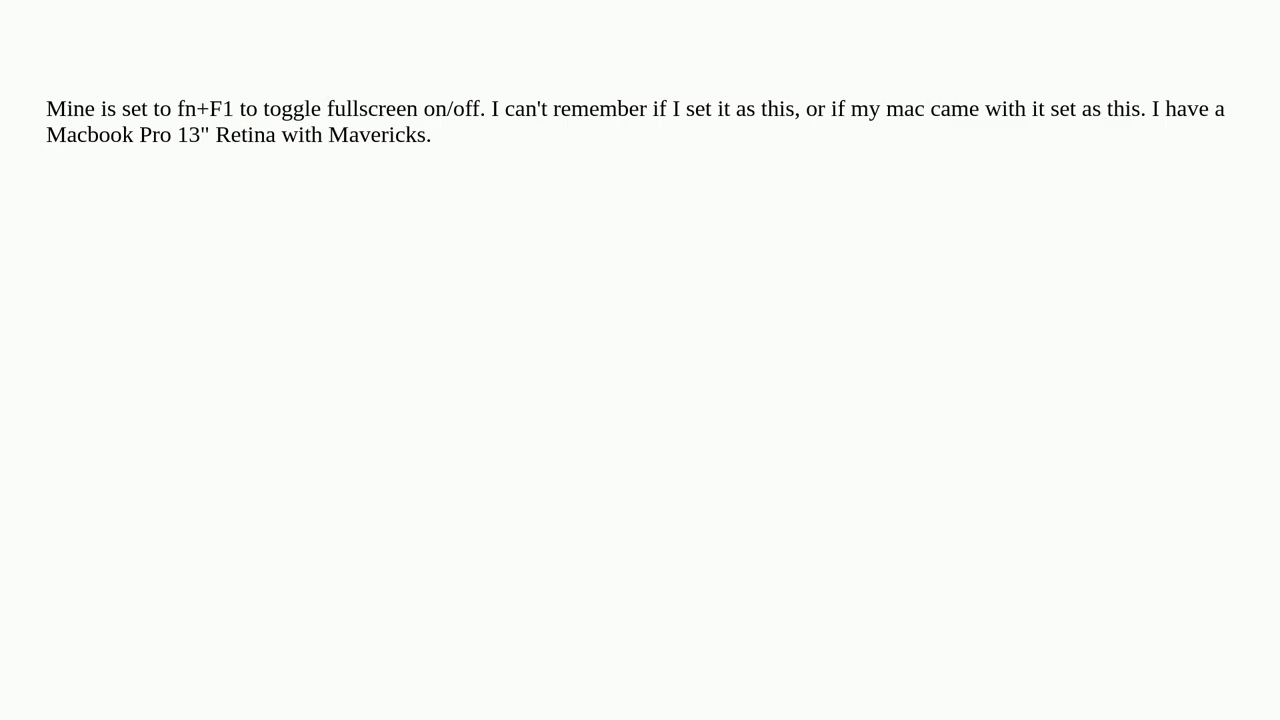 Mine is set to fn+F1 to toggle fullscreen on/off. I can't remember if I set it as this, or if my mac came with it set as this. I have a
Macbook Pro 13" Retina with Mavericks.